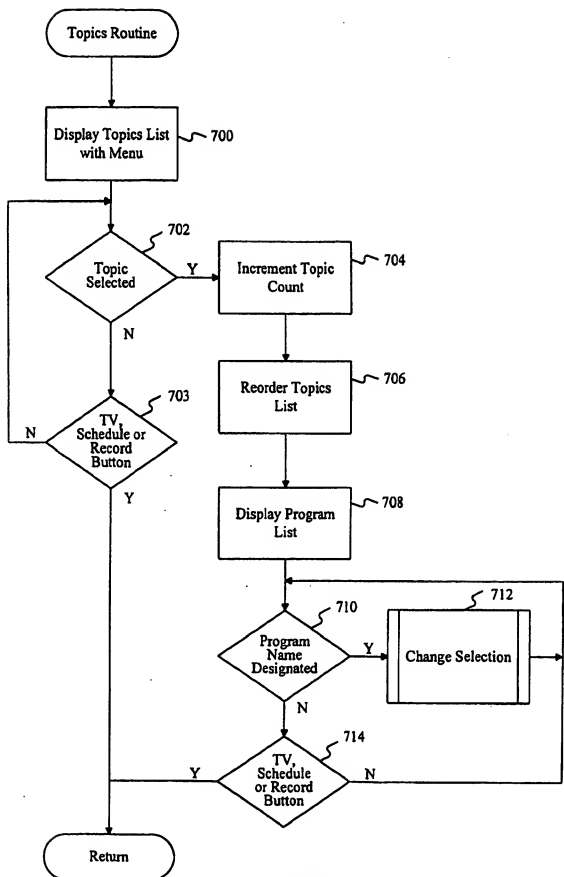 Topics Routine
Display Topics List
with Menu
700
702
Topic
Selected
Y
N
Increment Topic
Count
704
703
TV,
Schedule or
Record
Button
N
Y
Reorder Topics
List
706
Display Program
List
708
710
Program
Name
Designated
Y
N
712
Change Selection
714
TV,
Schedule
or Record
Button
Y
N
Return